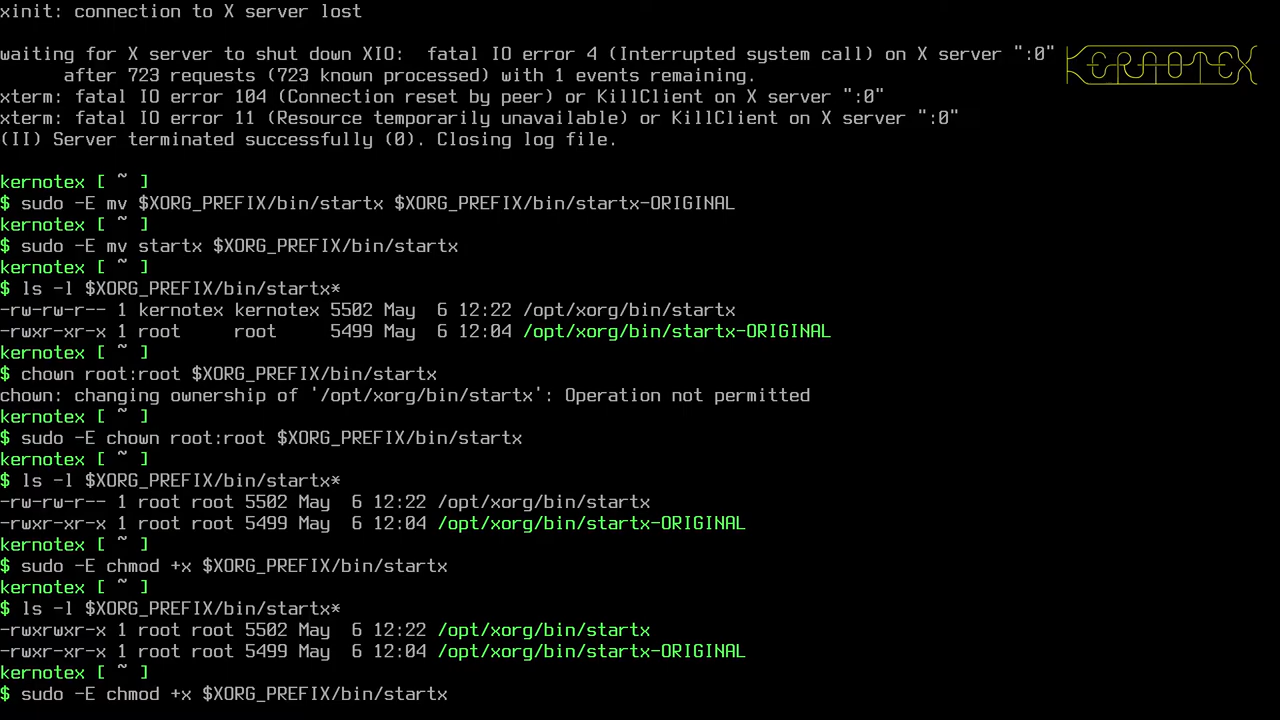 xinit: connection to X server lost
waiting for X server to shut down XIO:  fatal IO error 4 (Interrupted system call) on X server ":0"
      after 723 requests (723 known processed) with 1 events remaining.
xterm: fatal IO error 104 (Connection reset by peer) or KillClient on X server ":0"
xterm: fatal IO error 11 (Resource temporarily unavailable) or KillClient on X server ":0"
(II) Server terminated successfully (0). Closing log file.
KERNOTEX
kernotex [ ~ ]
$ sudo -E mv $XORG_PREFIX/bin/startx $XORG_PREFIX/bin/startx-ORIGINAL
kernotex [ ~ ]
$ sudo -E mv startx $XORG_PREFIX/bin/startx
kernotex [ ~ ]
$ ls -l $XORG_PREFIX/bin/startx*
-rw-rw-r-- 1 kernotex kernotex 5502 May  6 12:22 /opt/xorg/bin/startx
-rwxr-xr-x 1 root     root     5499 May  6 12:04 /opt/xorg/bin/startx-ORIGINAL
kernotex [ ~ ]
$ chown root:root $XORG_PREFIX/bin/startx
chown: changing ownership of '/opt/xorg/bin/startx': Operation not permitted
kernotex [ ~ ]
$ sudo -E chown root:root $XORG_PREFIX/bin/startx
kernotex [ ~ ]
$ ls -l $XORG_PREFIX/bin/startx*
-rw-rw-r-- 1 root root 5502 May  6 12:22 /opt/xorg/bin/startx
-rwxr-xr-x 1 root root 5499 May  6 12:04 /opt/xorg/bin/startx-ORIGINAL
kernotex [ ~ ]
$ sudo -E chmod +x $XORG_PREFIX/bin/startx
kernotex [ ~ ]
$ ls -l $XORG_PREFIX/bin/startx*
-rwxrwxr-x 1 root root 5502 May  6 12:22 /opt/xorg/bin/startx
-rwxr-xr-x 1 root root 5499 May  6 12:04 /opt/xorg/bin/startx-ORIGINAL
kernotex [ ~ ]
$ sudo -E chmod +x $XORG_PREFIX/bin/startx